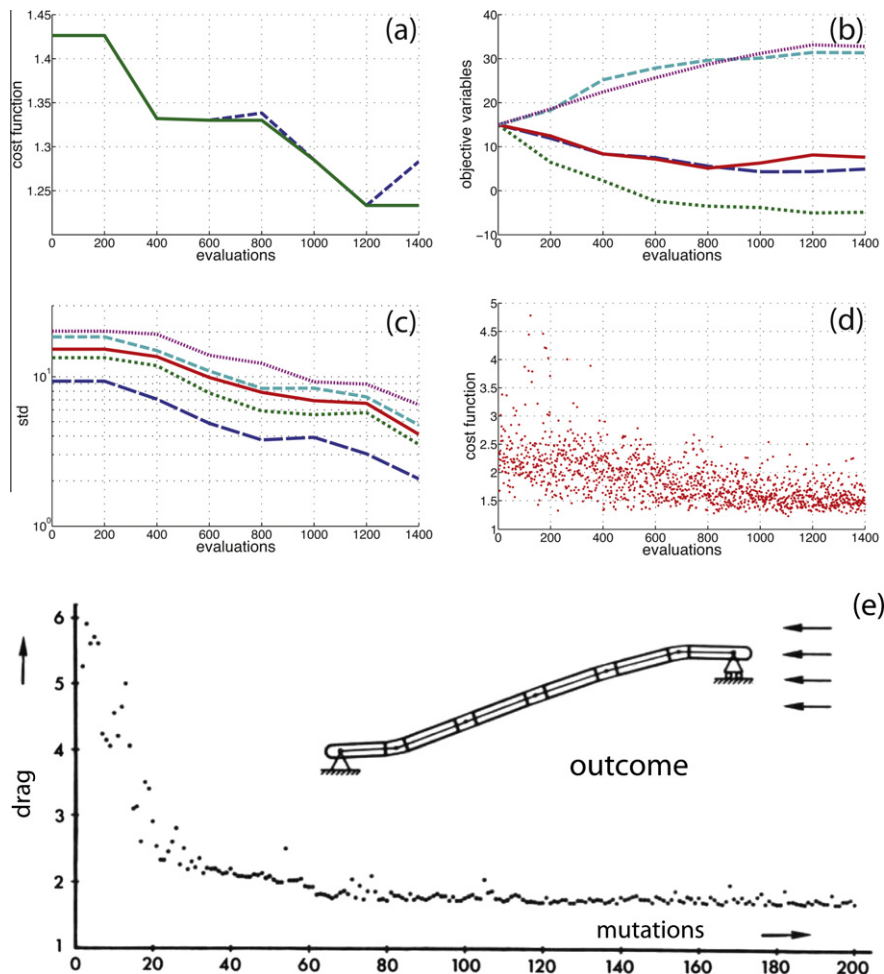 (a)
1.45
1.4
1.35
1.3
1.25
cost function
0 200 400 600 800 1000 1200 1400
evaluations
(b)
40
30
20
10
0
−10
objective variables
0 200 400 600 800 1000 1200 1400
evaluations
(c)
10^1
10^0
std
0 200 400 600 800 1000 1200 1400
evaluations
(d)
5
4.5
4
3.5
3
2.5
2
1.5
1
cost function
0 200 400 600 800 1000 1200 1400
evaluations
(e)
6
5
4
3
2
1
drag
outcome
mutations
0 20 40 60 80 100 120 140 160 180 200